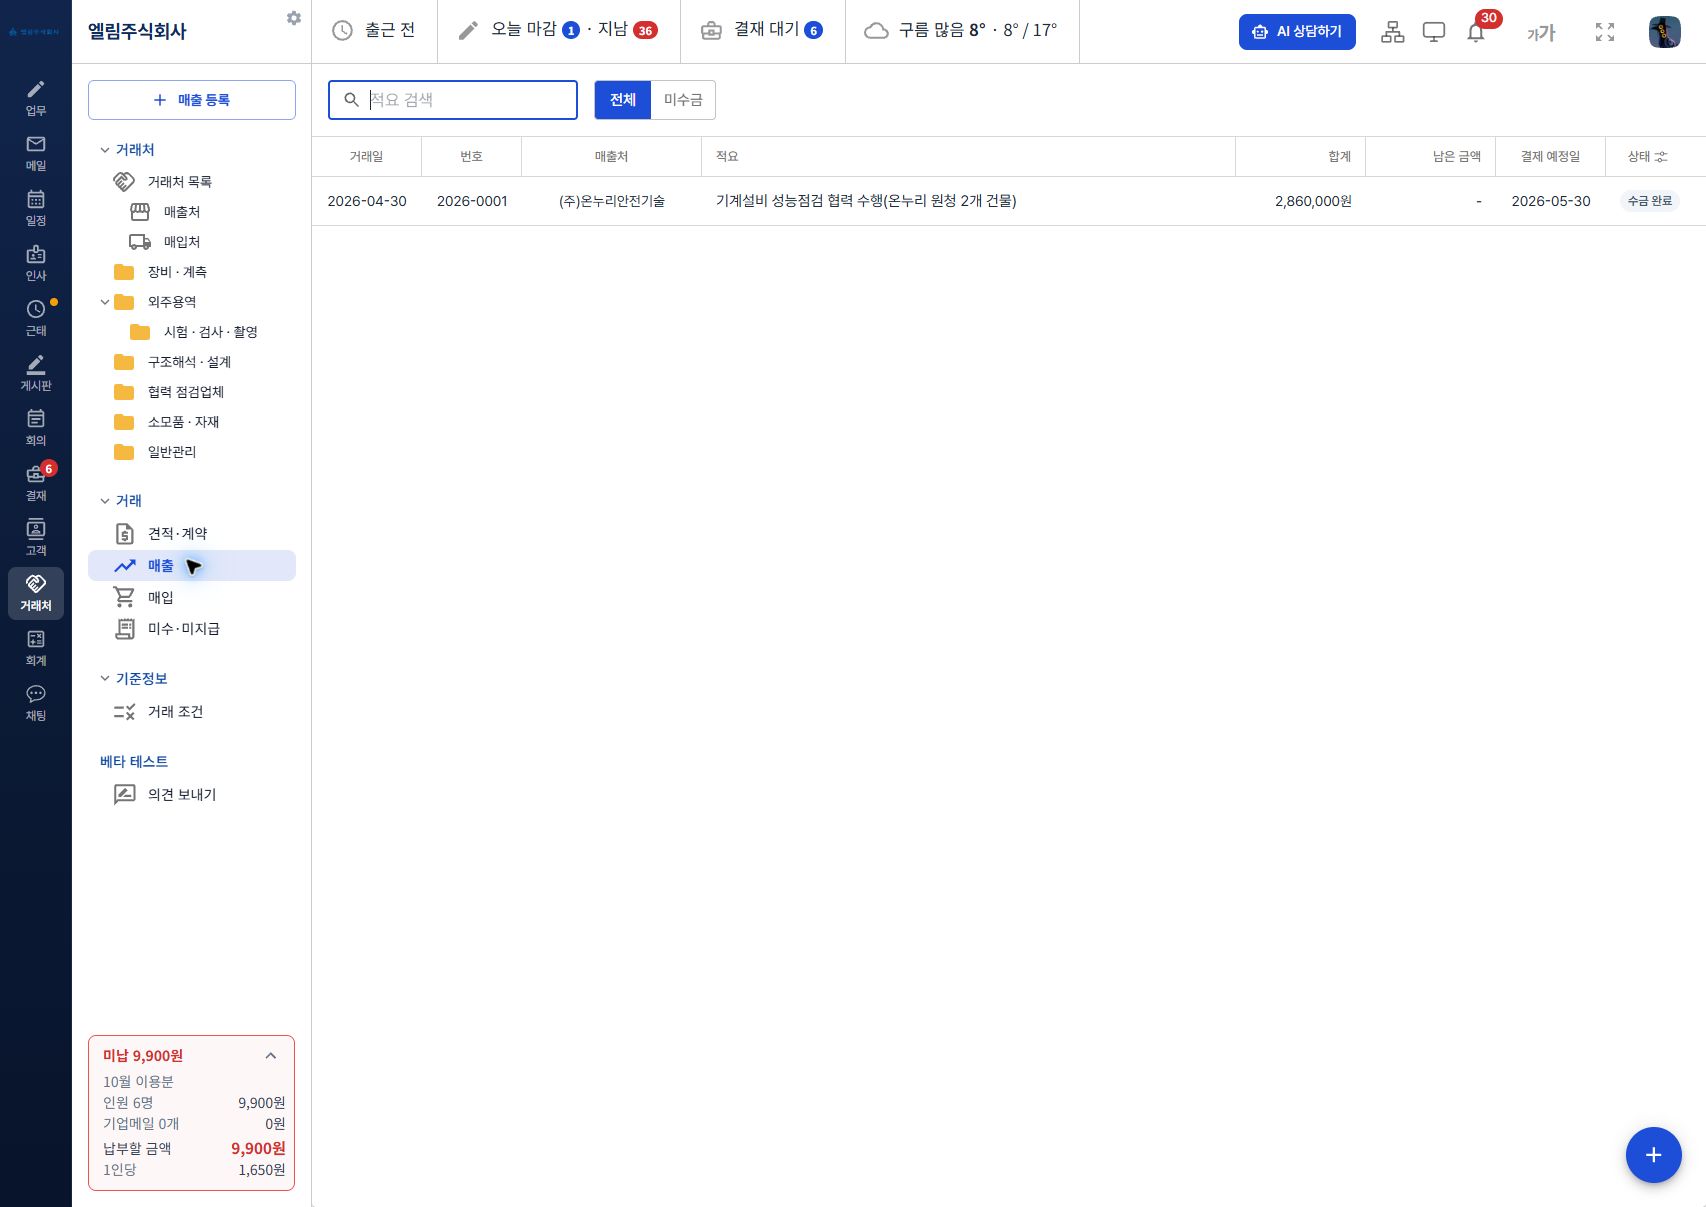 엘림주식회사
엘림주식회사
출근 전
오늘 마감 1 · 지남 36
결재 대기 6
구름 많음 8° · 8° / 17°
AI 상담하기
30
가가
업무
메일
일정
인사
근태
게시판
회의
6
결재
고객
거래처
회계
채팅
+ 매출 등록
거래처
거래처 목록
매출처
매입처
장비 · 계측
외주용역
시험 · 검사 · 촬영
구조해석 · 설계
협력 점검업체
소모품 · 자재
일반관리
거래
견적·계약
매출
매입
미수·미지급
기준정보
거래 조건
베타 테스트
의견 보내기
미납 9,900원
10월 이용분
인원 6명 9,900원
기업메일 0개 0원
납부할 금액 9,900원
1인당 1,650원
적요 검색
전체 미수금
거래일 번호 매출처 적요 합계 남은 금액 결제 예정일 상태
2026-04-30 2026-0001 (주)온누리안전기술 기계설비 성능점검 협력 수행(온누리 원청 2개 건물) 2,860,000원 - 2026-05-30 수금 완료
+